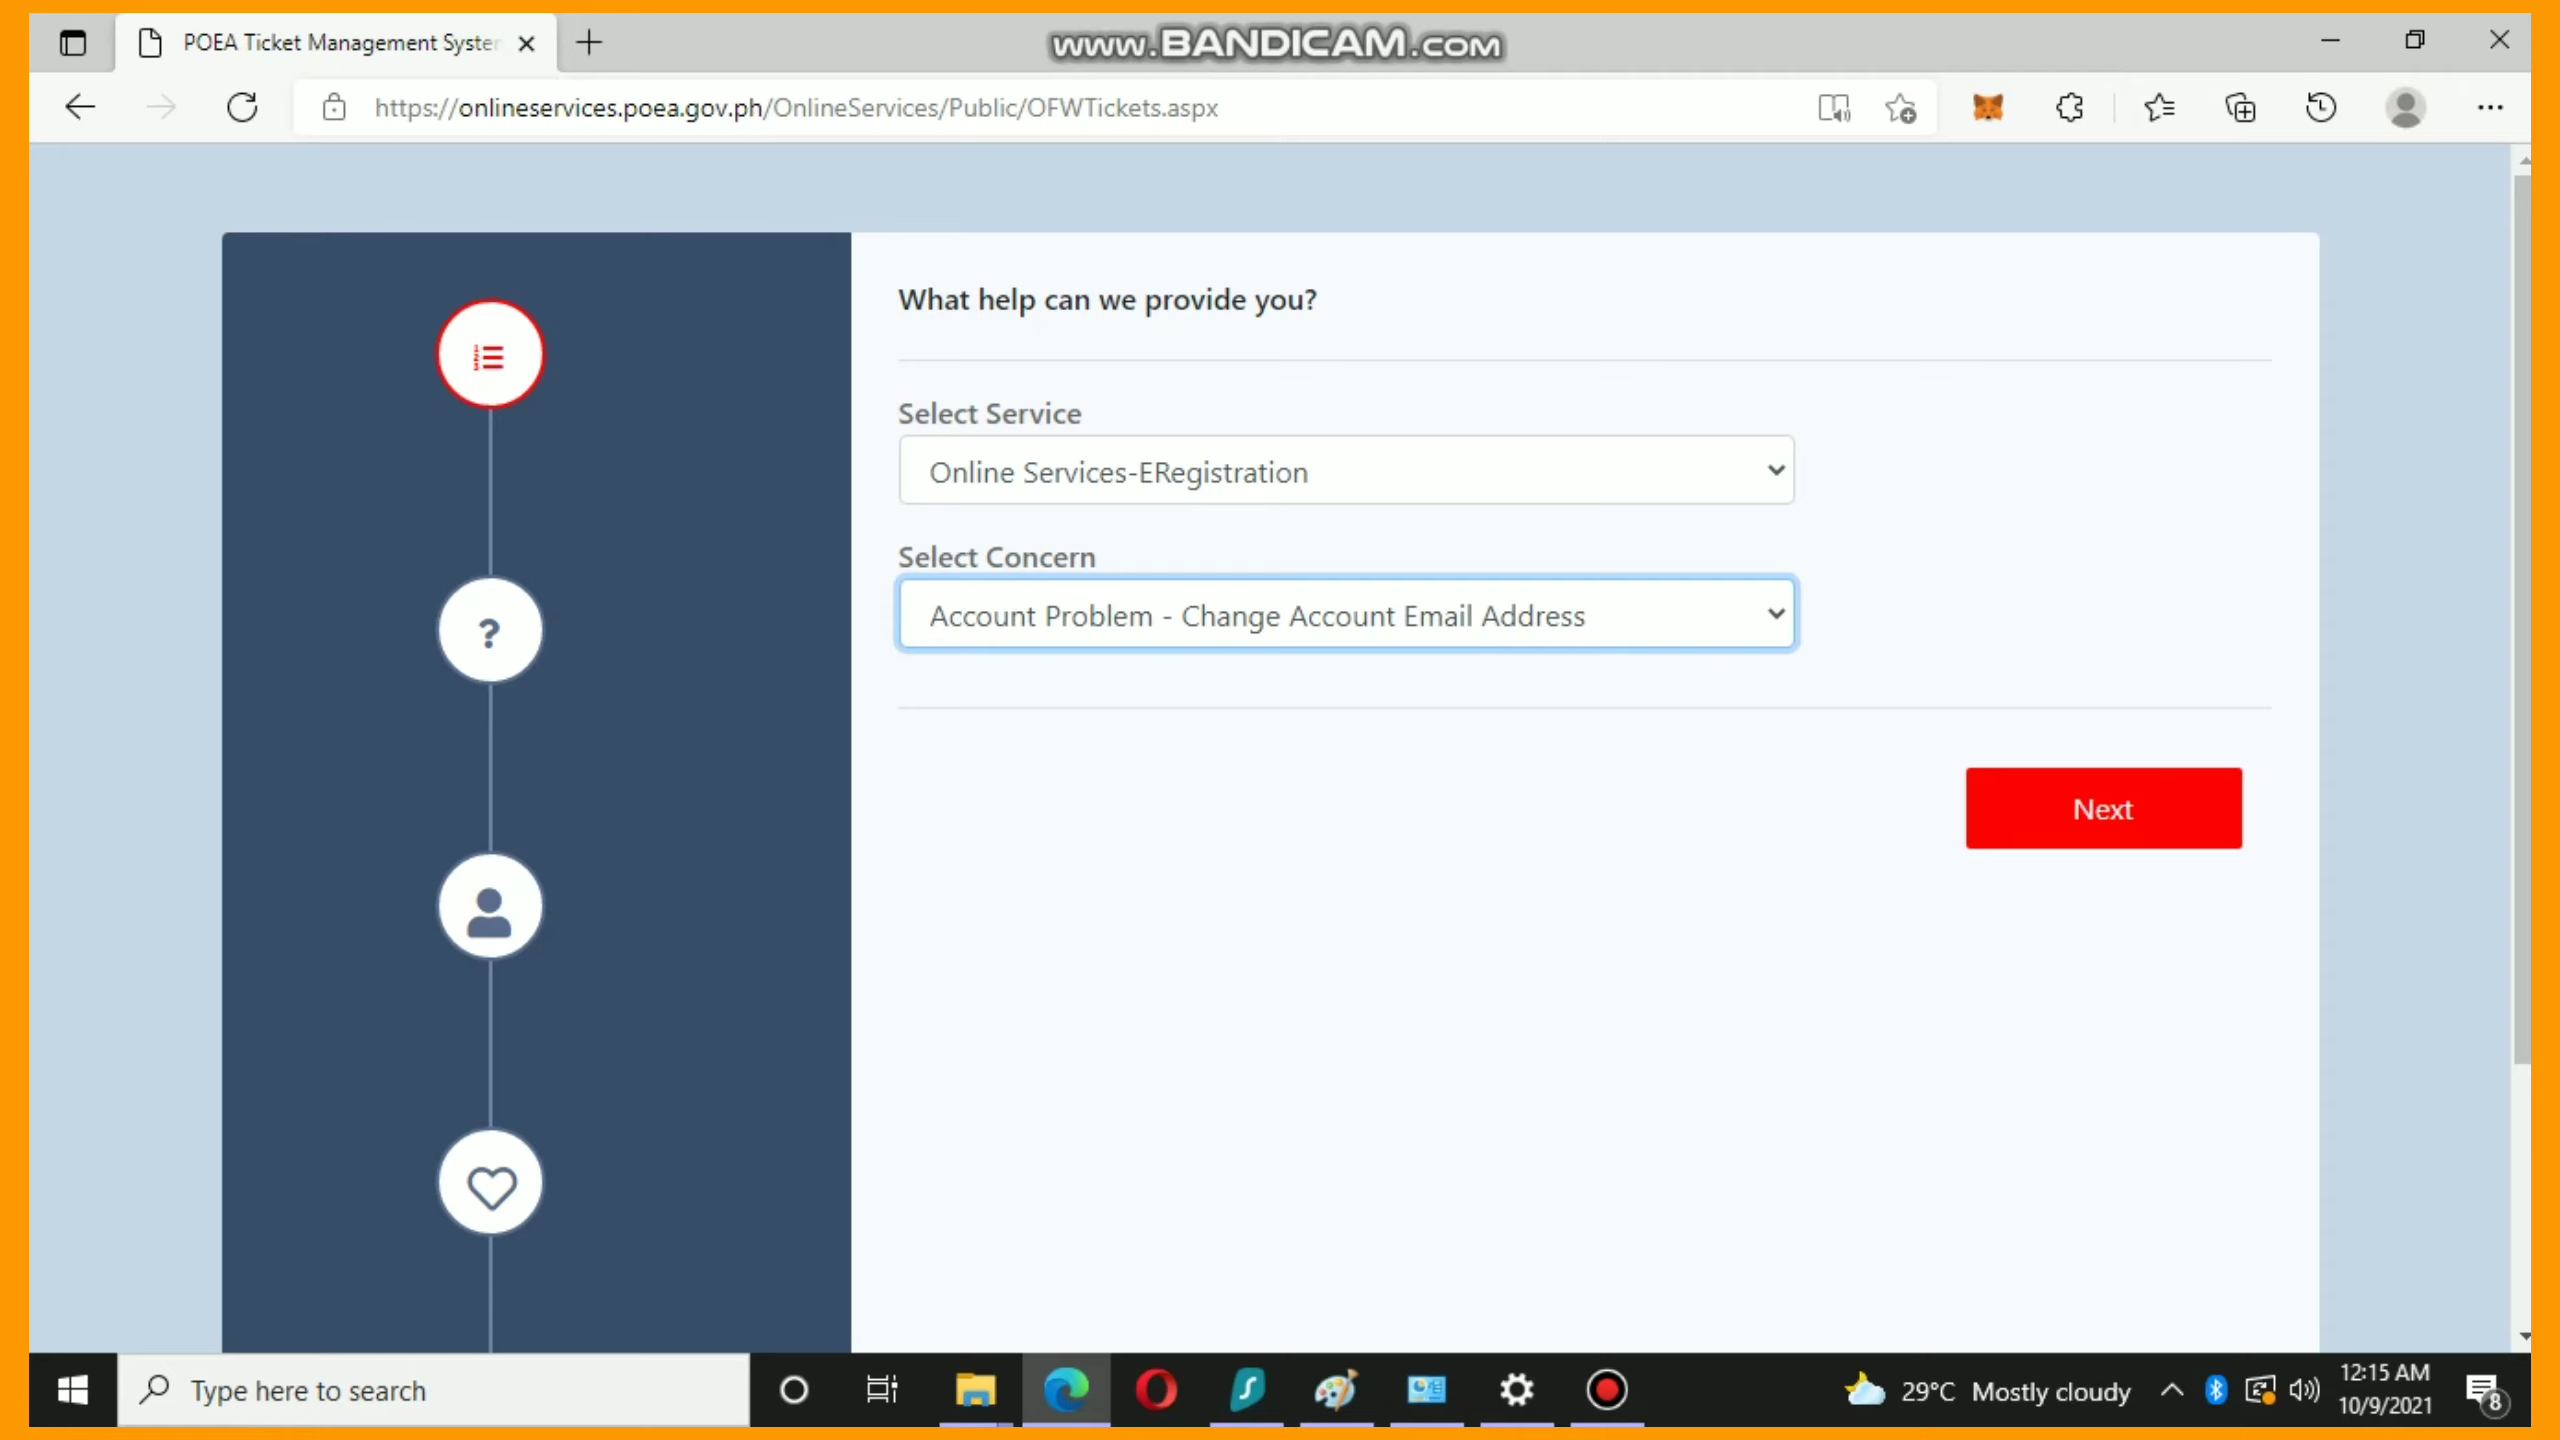 POEA Ticket Management System
www.BANDICAM.com
https://onlineservices.poea.gov.ph/OnlineServices/Public/OFWTickets.aspx
What help can we provide you?
Select Service
Online Services-ERegistration
Select Concern
Account Problem - Change Account Email Address
?
Next
Type here to search
29°C Mostly cloudy
12:15 AM
10/9/2021
8